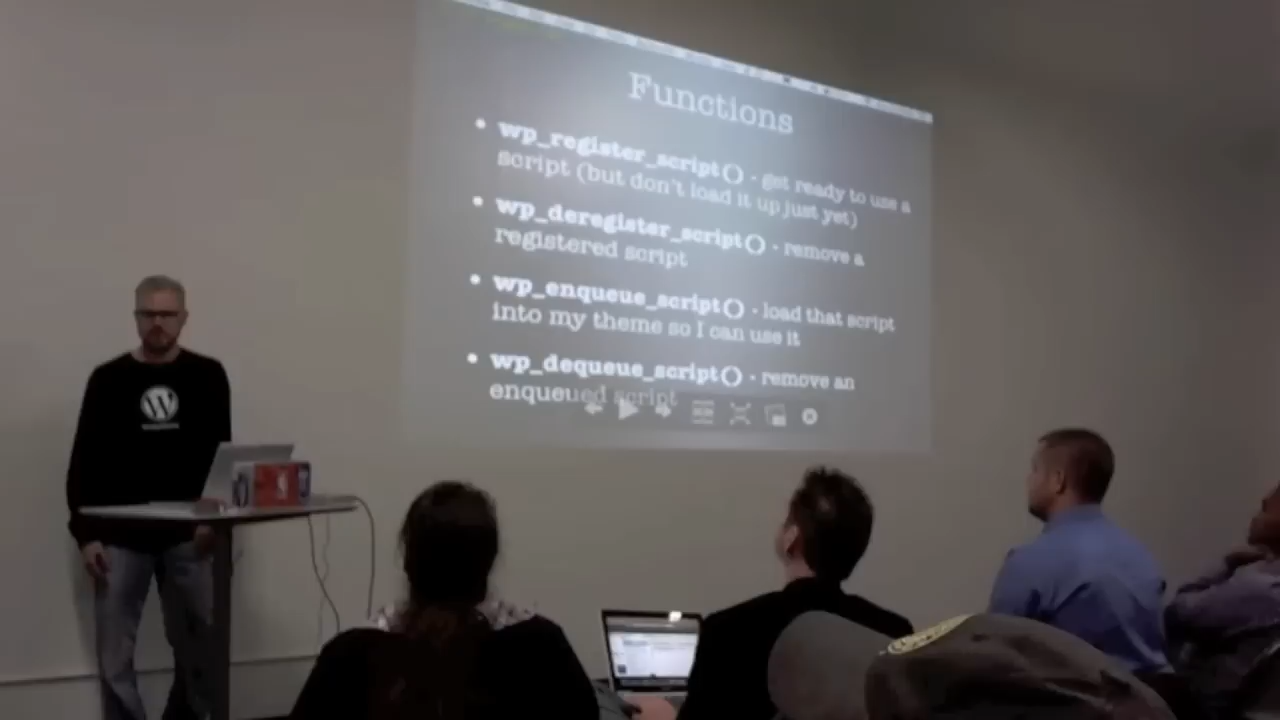 Functions
• wp_register_script() - get ready to use a
script (but don't load it up just yet)
• wp_deregister_script() - remove a
registered script
• wp_enqueue_script() - load that script
into my theme so I can use it
• wp_dequeue_script() - remove an
enqueued script